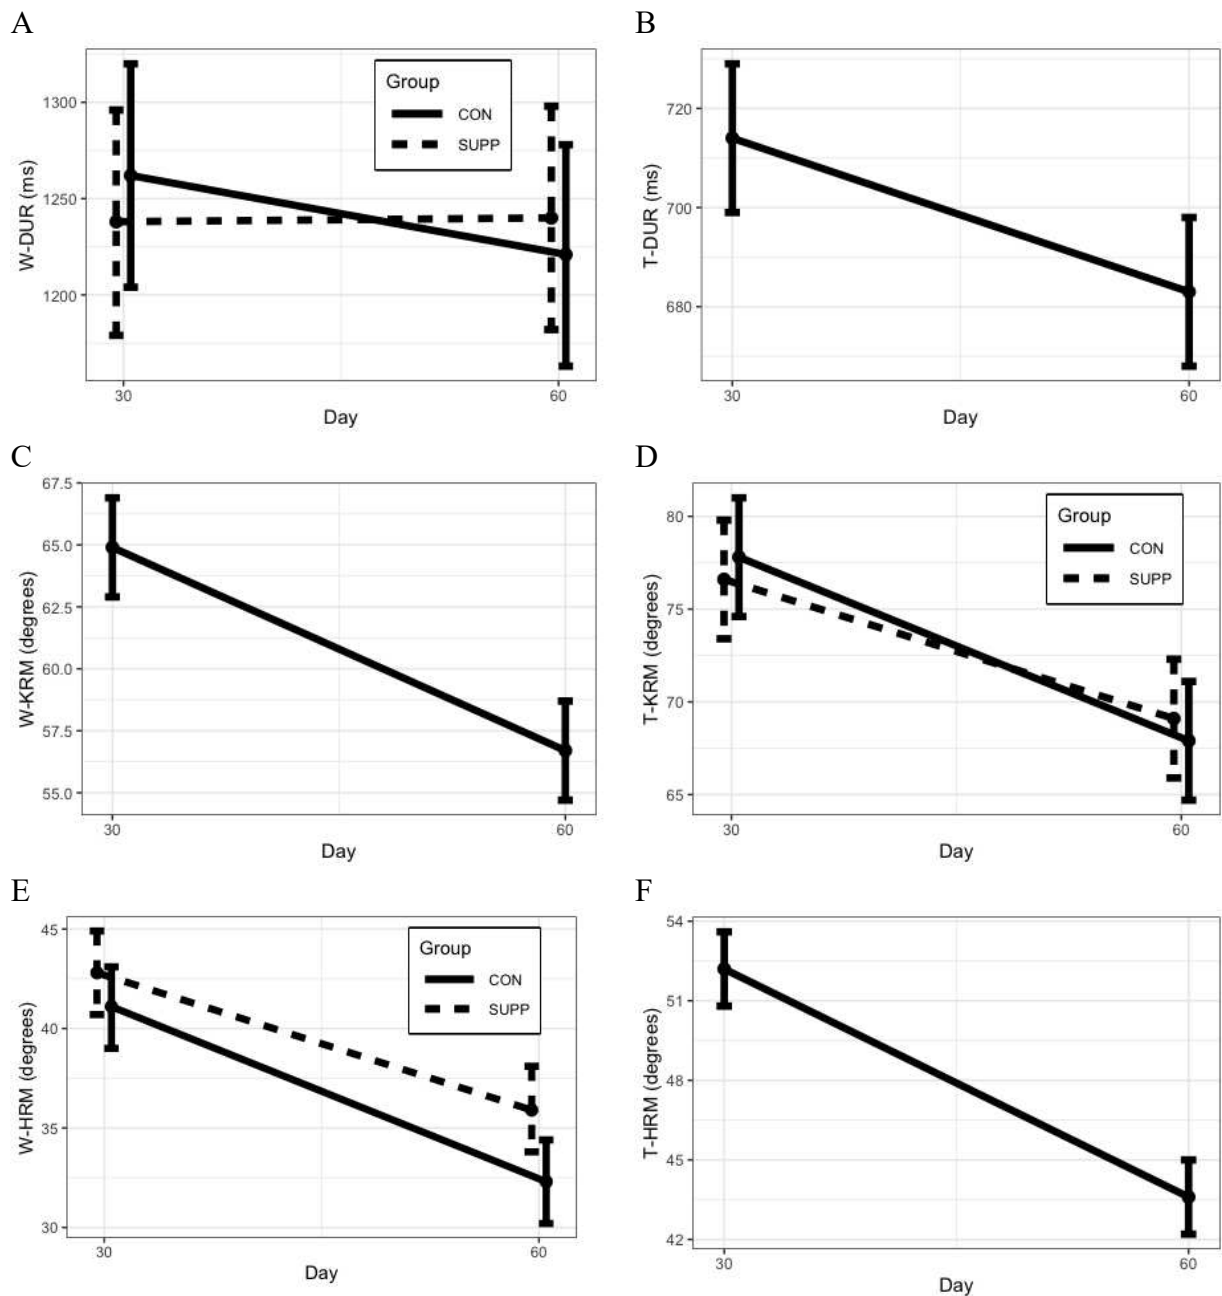 A
W-DUR (ms)
1300
1250
1200
Group
CON
SUPP
30
60
Day
B
T-DUR (ms)
720
700
680
30
60
Day
C
W-KRM (degrees)
67.5
65.0
62.5
60.0
57.5
55.0
30
60
Day
D
T-KRM (degrees)
80
75
70
65
Group
CON
SUPP
30
60
Day
E
W-HRM (degrees)
45
40
35
30
Group
CON
SUPP
30
60
Day
F
T-HRM (degrees)
54
51
48
45
42
30
60
Day